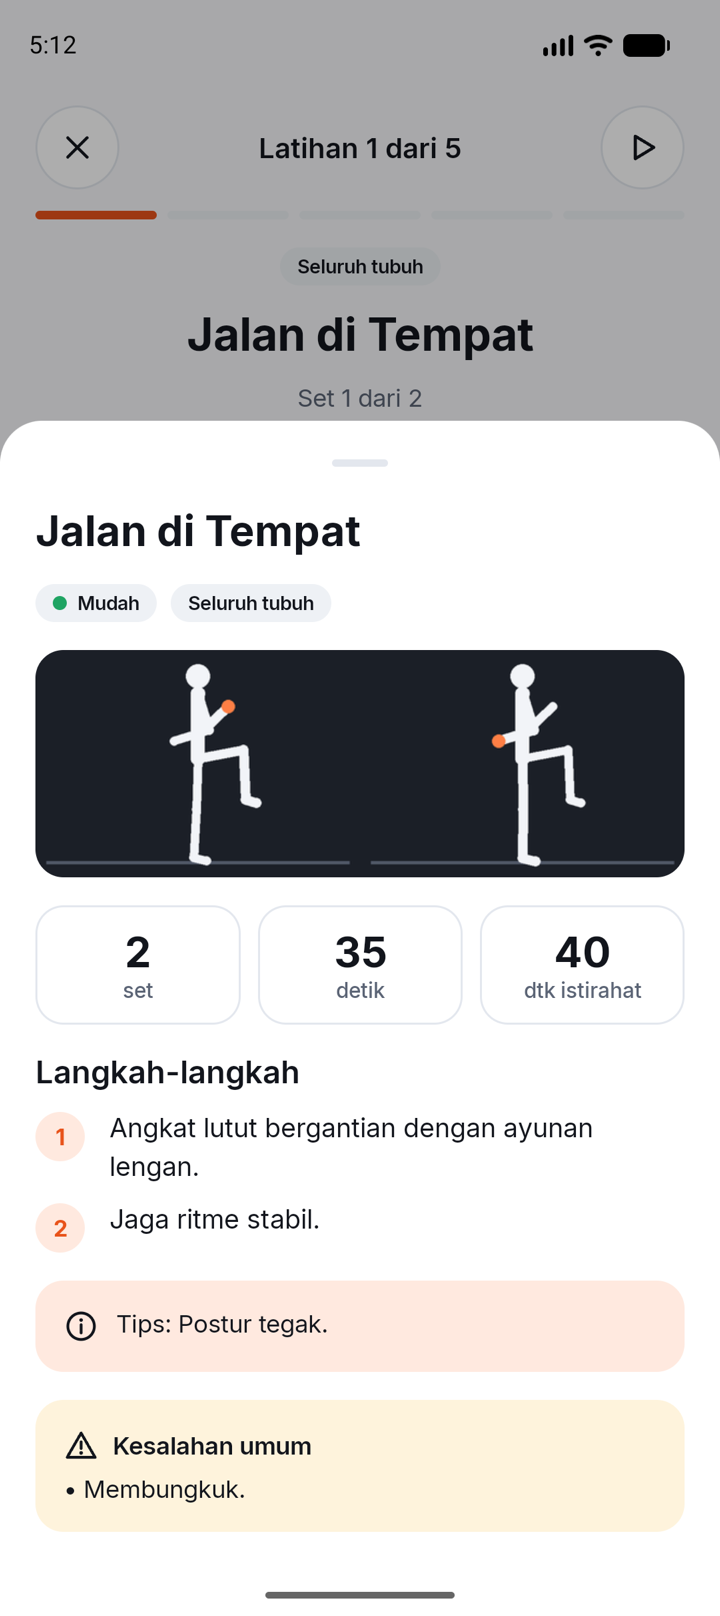 5:12
Latihan 1 dari 5
Seluruh tubuh
Jalan di Tempat
Set 1 dari 2
Jalan di Tempat
Mudah
Seluruh tubuh
2
set
35
detik
40
dtk istirahat
Langkah-langkah
1
Angkat lutut bergantian dengan ayunan
lengan.
2
Jaga ritme stabil.
Tips: Postur tegak.
Kesalahan umum
• Membungkuk.